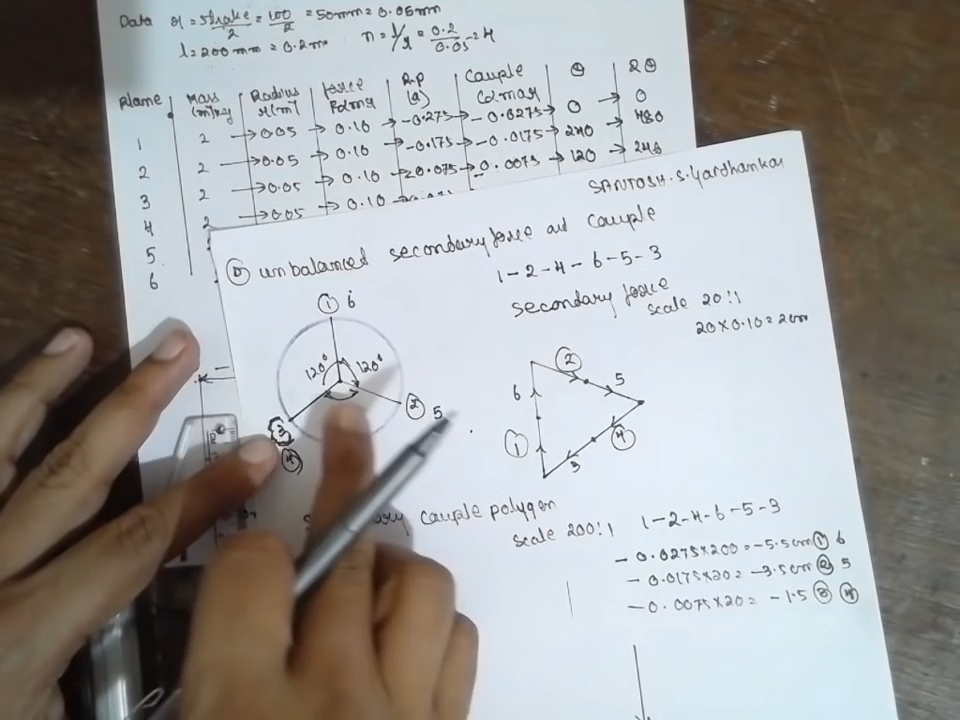 Data r = stroke/2 = 100/2 = 50mm = 0.05mm
l = 200mm = 0.2m n = l/r = 0.2/0.05 = 4
Plane Mass (m) kg Radius r(m) force R.P (a) Couple θ 2θ
1 2 → 0.05 → 0.10 → -0.275 → -0.0275 → 0 → 0
2 2 → 0.05 → 0.10 → -0.175 → -0.0175 → 240 → 480
3 2 → 0.05 → 0.10 0.075 → 0.0075 → 120 → 240
4 2 → 0.05 → 0.10
5
6
SANTOSH.S.Yardhankar
D unbalanced secondary force and couple
1-2-4-6-5-3
secondary force
scale 20:1
20×0.10=2cm
1 6
120° 120°
2 5
3
4
6 2 5
1 4
3
couple polygon
scale 200:1
1-2-4-6-5-3
-0.0275×200 = -5.5cm 1 6
-0.0175×20= -3.5cm 2 5
-0.0075×20= -1.5 3 4